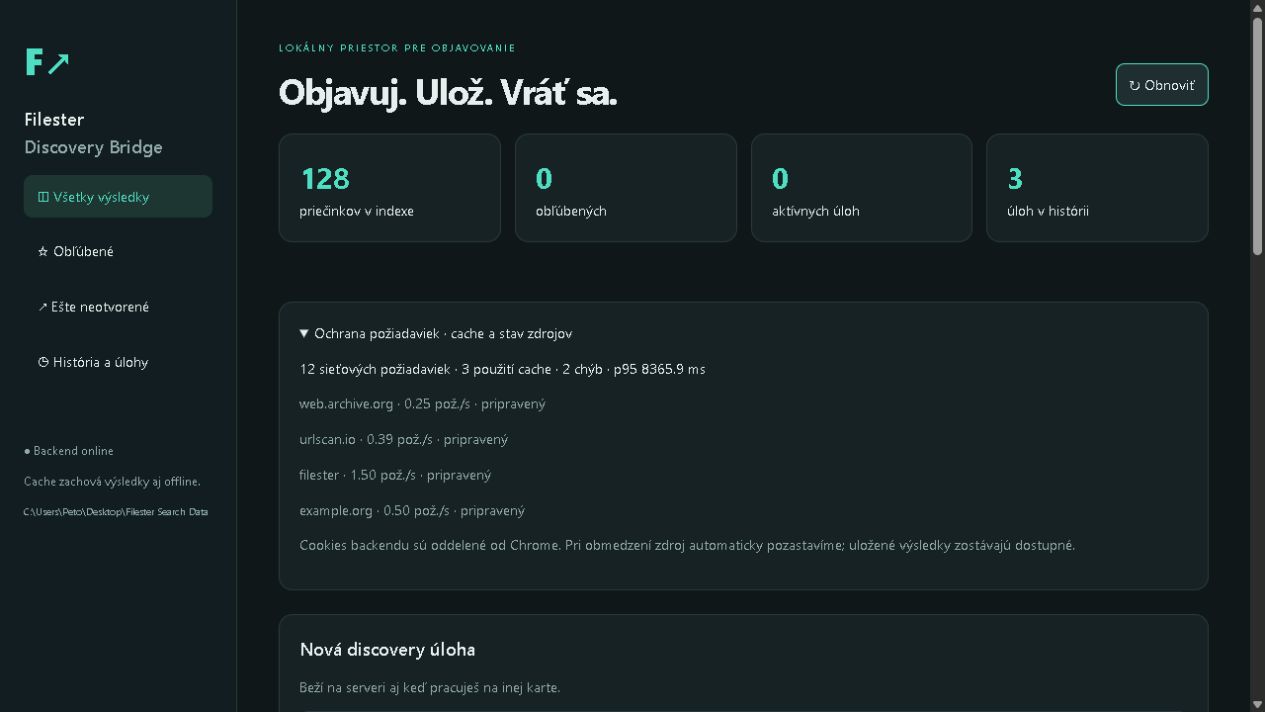 F↗
Filester
Discovery Bridge
◫ Všetky výsledky
☆ Obľúbené
↗ Ešte neotvorené
◷ História a úlohy
● Backend online
Cache zachová výsledky aj offline.
C:\Users\Peto\Desktop\Filester Search Data
LOKÁLNY PRIESTOR PRE OBJAVOVANIE
Objavuj. Ulož. Vráť sa.
↻ Obnoviť
128
priečinkov v indexe
0
obľúbených
0
aktívnych úloh
3
úloh v histórii
▼ Ochrana požiadaviek · cache a stav zdrojov
12 sieťových požiadaviek · 3 použití cache · 2 chýb · p95 8365.9 ms
web.archive.org · 0.25 pož./s · pripravený
urlscan.io · 0.39 pož./s · pripravený
filester · 1.50 pož./s · pripravený
example.org · 0.50 pož./s · pripravený
Cookies backendu sú oddelené od Chrome. Pri obmedzení zdroj automaticky pozastavíme; uložené výsledky zostávajú dostupné.
Nová discovery úloha
Beží na serveri aj keď pracuješ na inej karte.